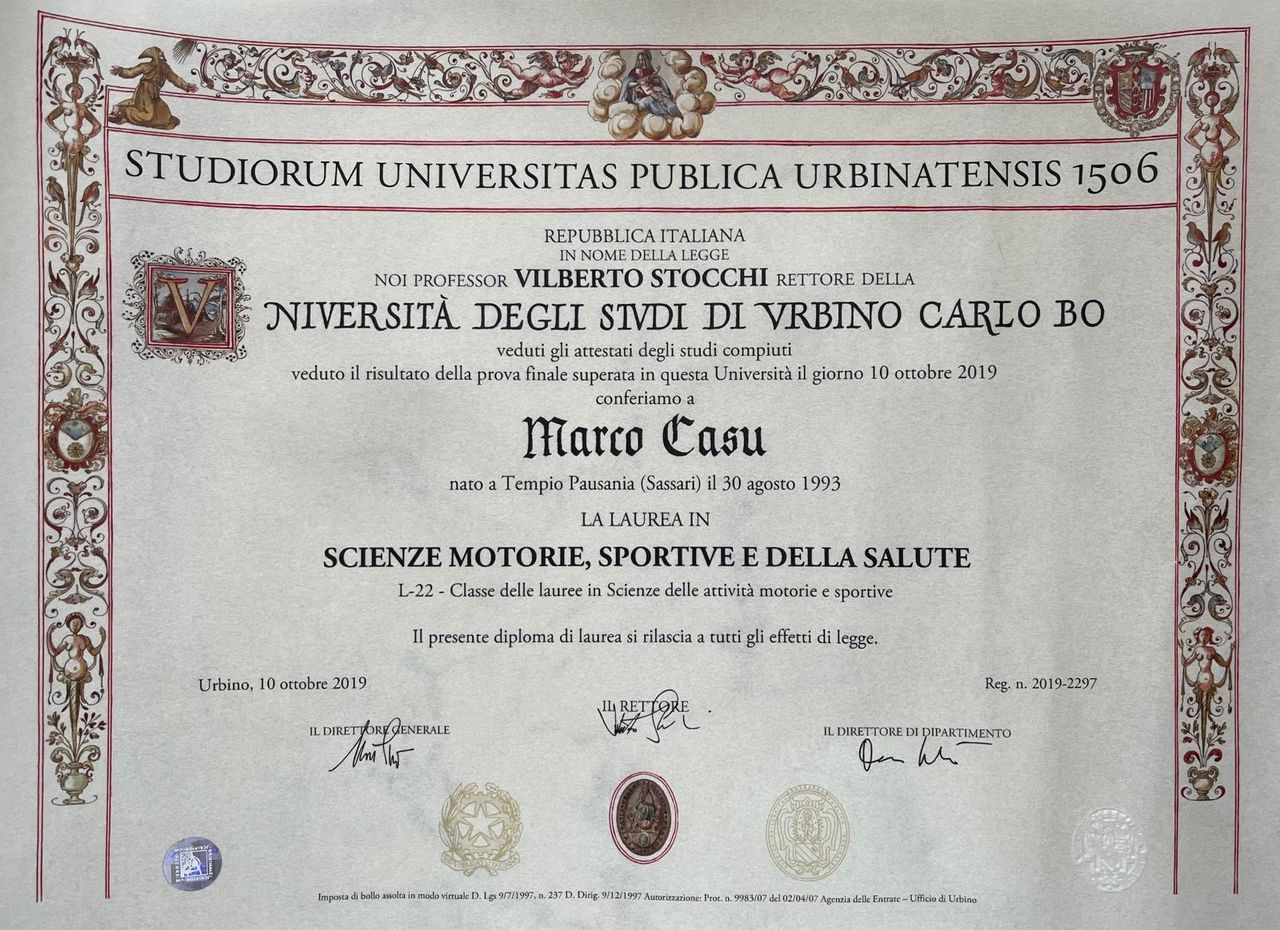 STUDIORUM UNIVERSITAS PUBLICA URBINATENSIS 1506
REPUBBLICA ITALIANA
IN NOME DELLA LEGGE
NOI PROFESSOR VILBERTO STOCCHI RETTORE DELLA
VNIVERSITÀ DEGLI STVDI DI VRBINO CARLO BO
veduti gli attestati degli studi compiuti
veduto il risultato della prova finale superata in questa Università il giorno 10 ottobre 2019
conferiamo a
Marco Casu
nato a Tempio Pausania (Sassari) il 30 agosto 1993
LA LAUREA IN
SCIENZE MOTORIE, SPORTIVE E DELLA SALUTE
L-22 - Classe delle lauree in Scienze delle attività motorie e sportive
Il presente diploma di laurea si rilascia a tutti gli effetti di legge.
Urbino, 10 ottobre 2019
Reg. n. 2019-2297
IL RETTORE
IL DIRETTORE GENERALE
IL DIRETTORE DI DIPARTIMENTO
Imposta di bollo assolta in modo virtuale D. Lgs 9/7/1997, n. 237 D. Dirig. 9/12/1997 Autorizzazione: Prot. n. 9983/07 del 02/04/07 Agenzia delle Entrate – Ufficio di Urbino